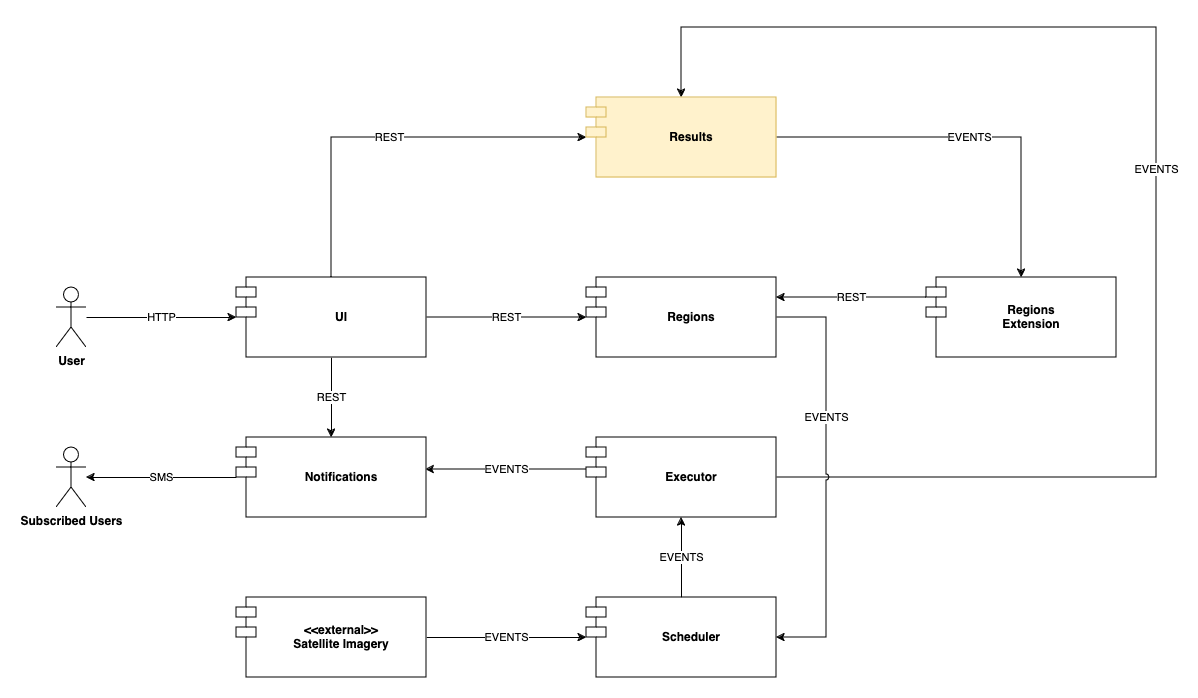 Results
REST
EVENTS
EVENTS
UI
Regions
Regions
Extension
HTTP
REST
REST
User
REST
EVENTS
Notifications
Executor
SMS
EVENTS
Subscribed Users
EVENTS
<<external>>
Satellite Imagery
EVENTS
Scheduler